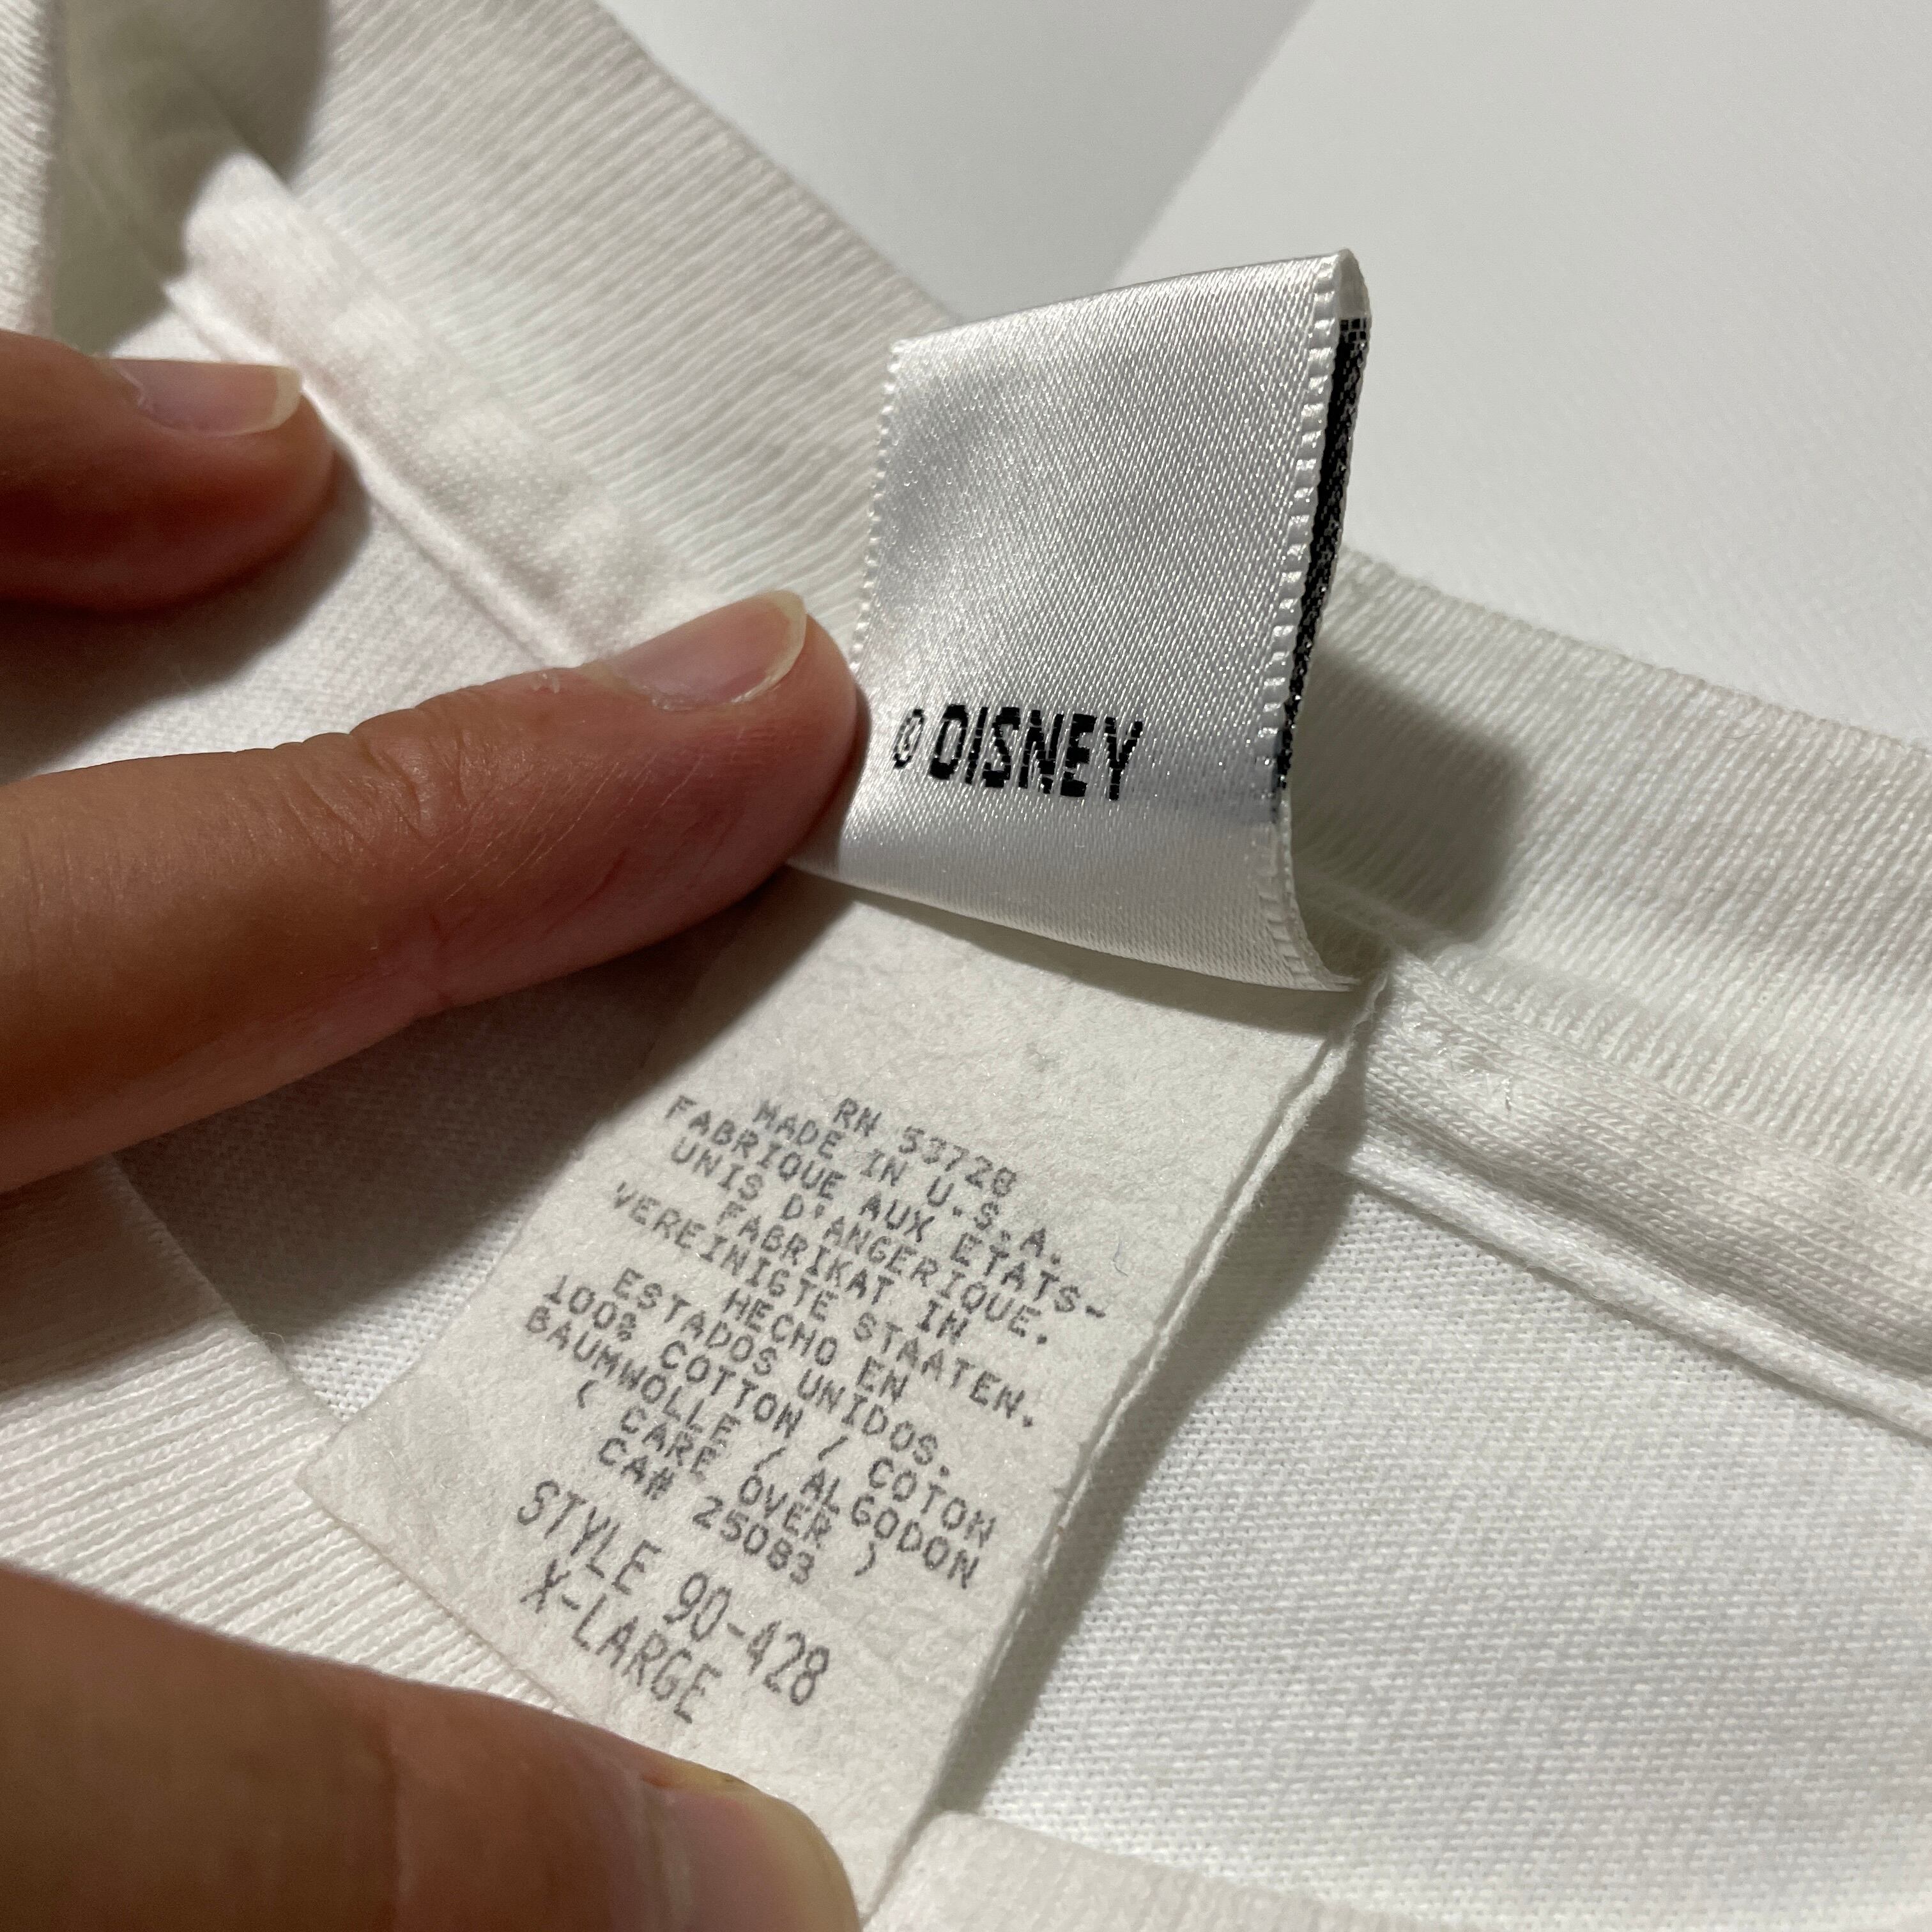 © DISNEY
RN 53728
MADE IN U.S.A.
FABRIQUE AUX ETATS-
UNIS D'ANGERIQUE.
FABRIKAT IN
VEREINIGTE STAATEN.
HECHO EN
ESTADOS UNIDOS.
100% COTTON / COTON
BAUMWOLLE / ALGODON
( CARE OVER )
CA# 25083
STYLE 90-428
X-LARGE